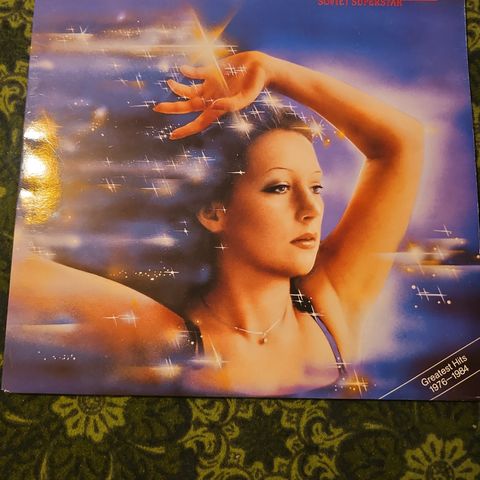 SOVIET SUPERSTAR
Greatest Hits
1976-1984